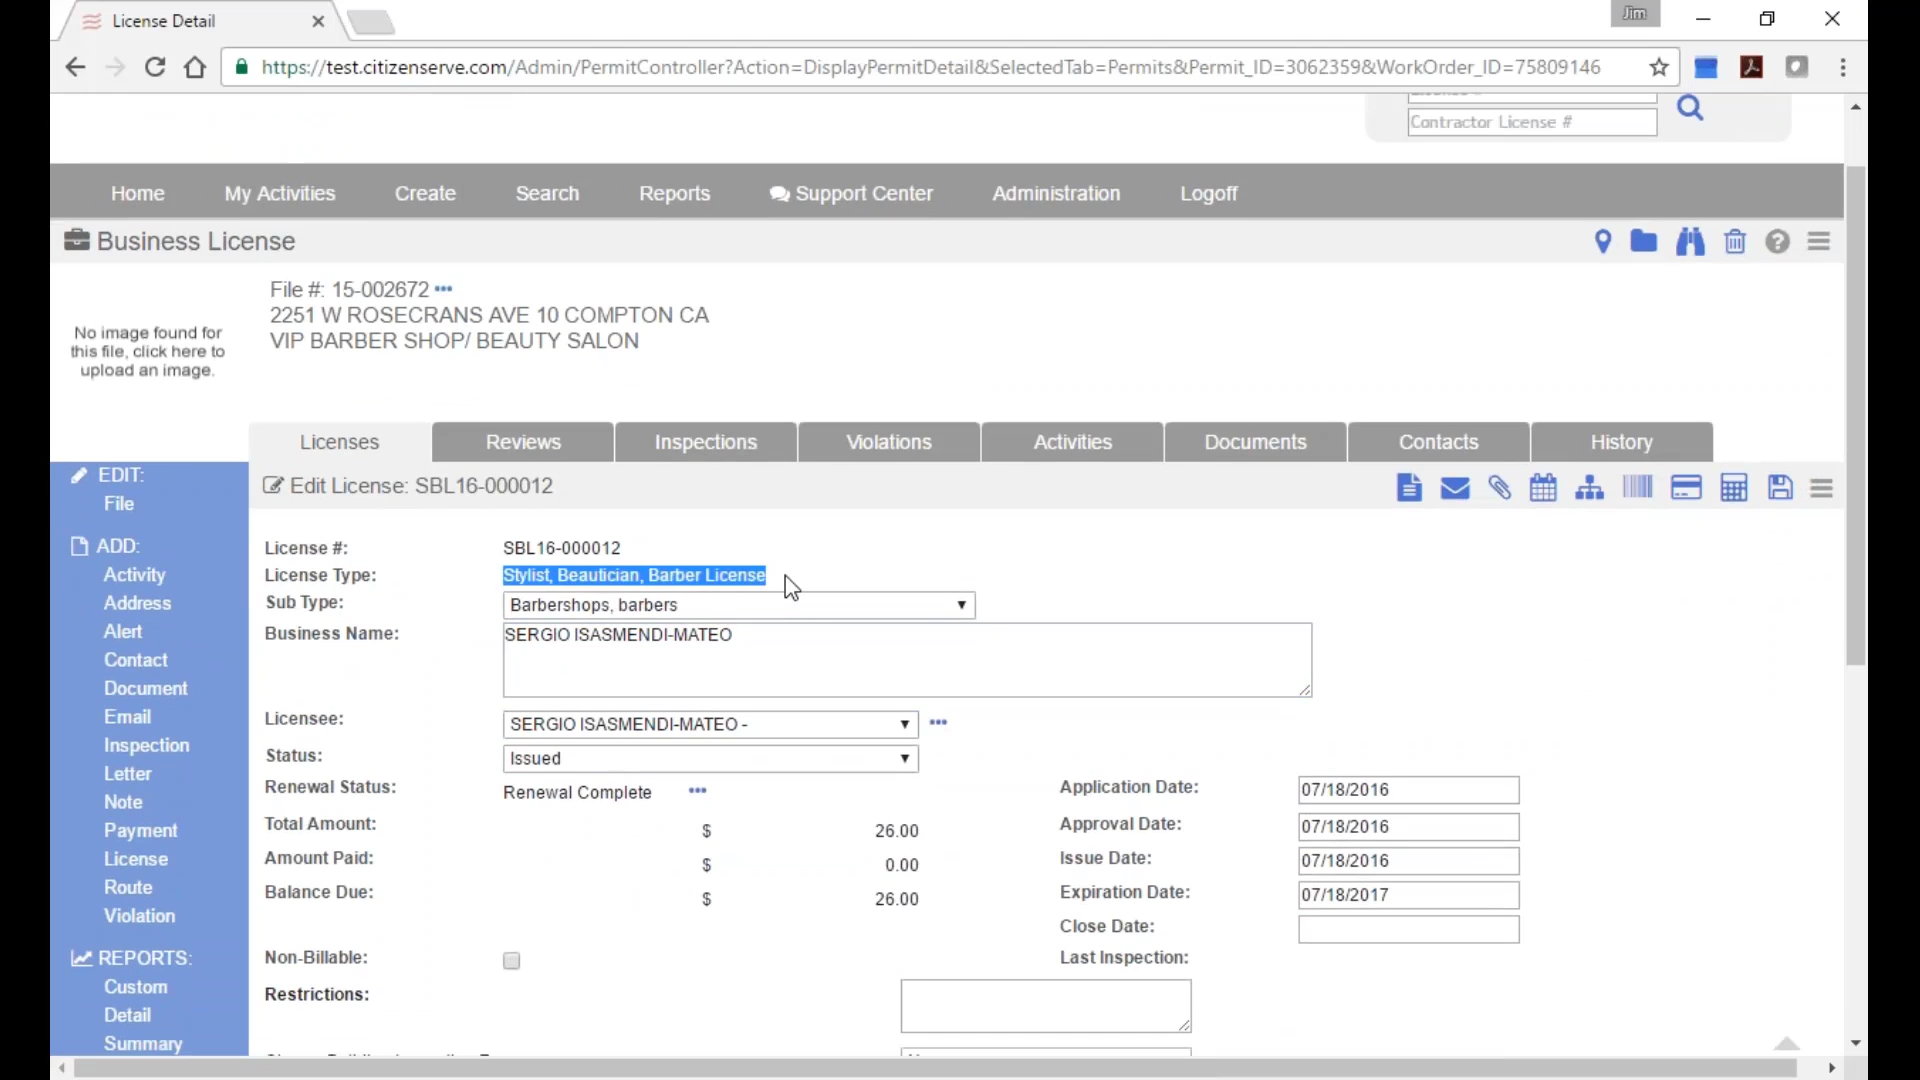 License Detail
Jim
https://test.citizenserve.com/Admin/PermitController?Action=DisplayPermitDetail&SelectedTab=Permits&Permit_ID=3062359&WorkOrder_ID=75809146
Contractor License #
Home My Activities Create Search Reports Support Center Administration Logoff
Business License
File #: 15-002672
2251 W ROSECRANS AVE 10 COMPTON CA
VIP BARBER SHOP/ BEAUTY SALON
No image found for
this file, click here to
upload an image.
Licenses Reviews Inspections Violations Activities Documents Contacts History
EDIT:
File
ADD:
Activity
Address
Alert
Contact
Document
Email
Inspection
Letter
Note
Payment
License
Route
Violation
REPORTS:
Custom
Detail
Summary
Edit License: SBL16-000012
License #: SBL16-000012
License Type: Stylist, Beautician, Barber License
Sub Type: Barbershops, barbers
Business Name: SERGIO ISASMENDI-MATEO
Licensee: SERGIO ISASMENDI-MATEO -
Status: Issued
Renewal Status: Renewal Complete
Total Amount: $ 26.00
Amount Paid: $ 0.00
Balance Due: $ 26.00
Non-Billable:
Restrictions:
Application Date: 07/18/2016
Approval Date: 07/18/2016
Issue Date: 07/18/2016
Expiration Date: 07/18/2017
Close Date:
Last Inspection: